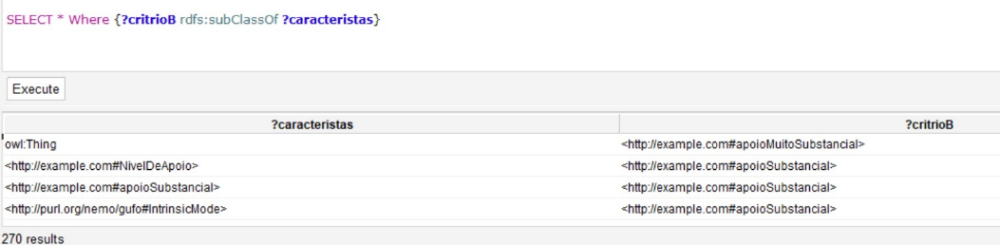 SELECT * Where {?critrioB rdfs:subClassOf ?caracteristas}
Execute
?caracteristas ?critrioB
owl:Thing <http://example.com#apoioMuitoSubstancial>
<http://example.com#NivelDeApoio> <http://example.com#apoioSubstancial>
<http://example.com#apoioSubstancial> <http://example.com#apoioSubstancial>
<http://purl.org/nemo/gufo#IntrinsicMode> <http://example.com#apoioSubstancial>
270 results